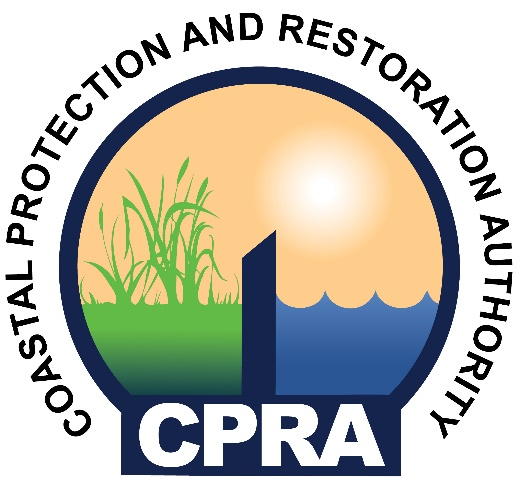 COASTAL PROTECTION AND RESTORATION AUTHORITY
CPRA